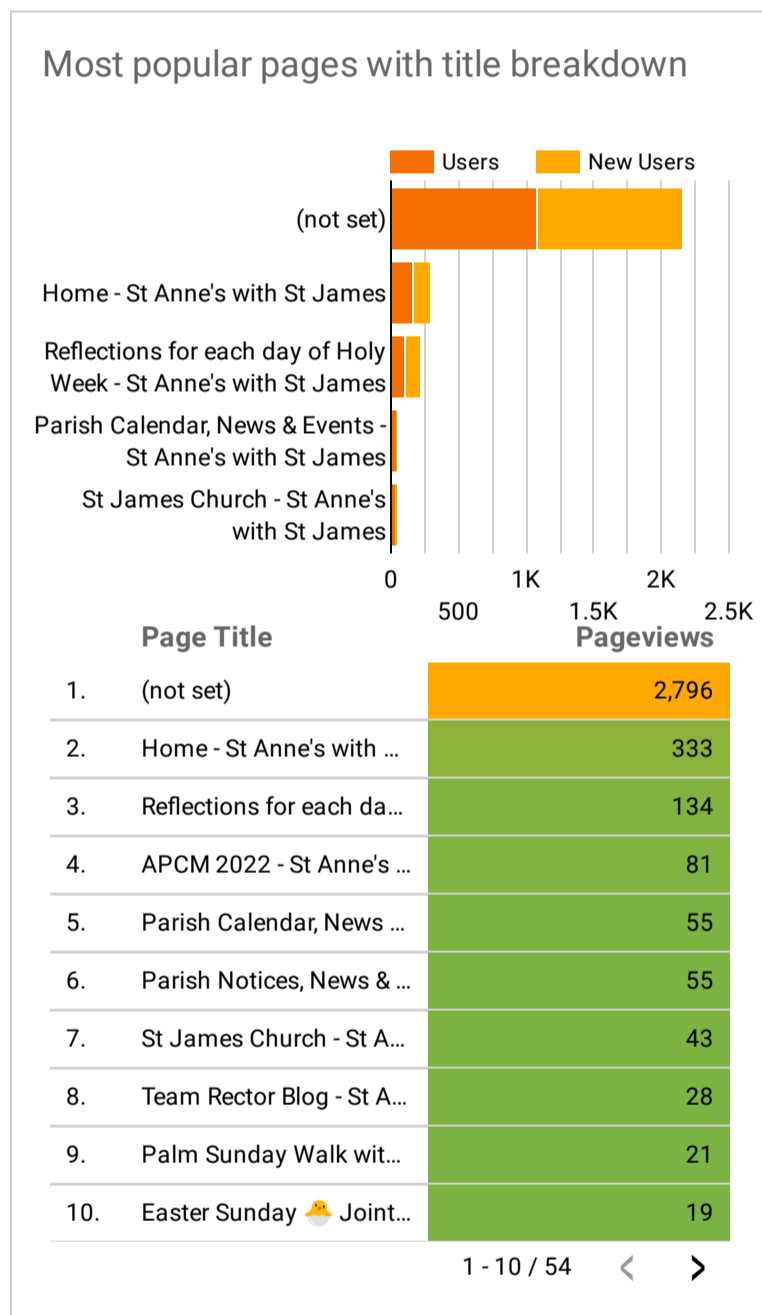 Most popular pages with title breakdown
Users New Users
(not set)
Home - St Anne's with St James
Reflections for each day of Holy
Week - St Anne's with St James
Parish Calendar, News & Events -
St Anne's with St James
St James Church - St Anne's
with St James
0 1K 2K
500 1.5K 2.5K
Page Title Pageviews
1. (not set) 2,796
2. Home - St Anne's with ... 333
3. Reflections for each da... 134
4. APCM 2022 - St Anne's ... 81
5. Parish Calendar, News ... 55
6. Parish Notices, News & ... 55
7. St James Church - St A... 43
8. Team Rector Blog - St A... 28
9. Palm Sunday Walk wit... 21
10. Easter Sunday 🐣 Joint... 19
1 - 10 / 54 < >